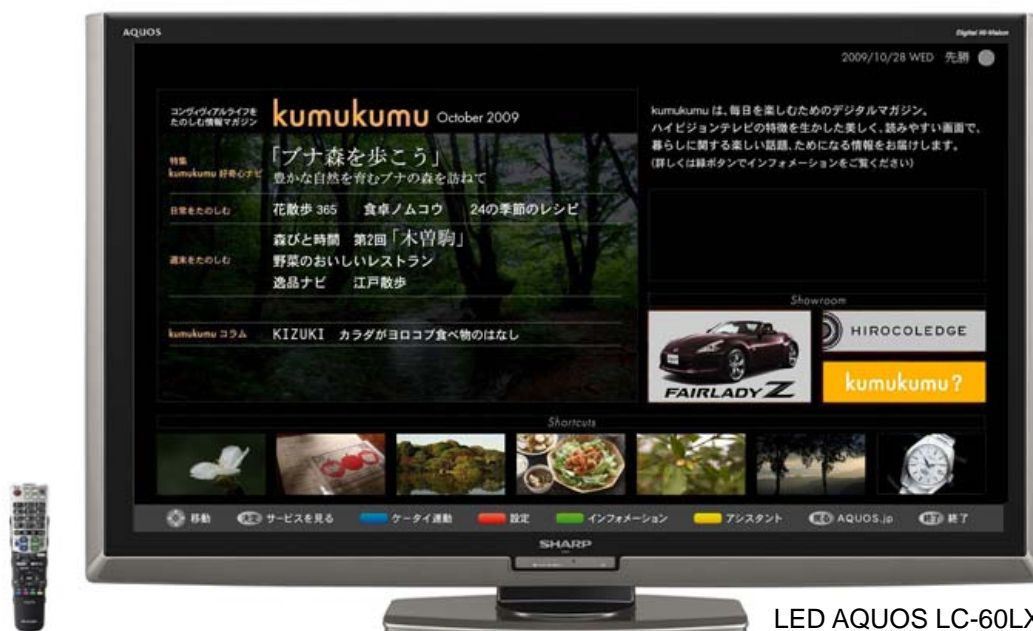 AQUOS
Digital Hi-Vision
2009/10/28 WED 先勝
コンヴィヴィアルライフを
たのしむ情報マガジン
kumukumu October 2009
特集
kumukumu 好奇心ナビ
「ブナ森を歩こう」
豊かな自然を育むブナの森を訪ねて
日常をたのしむ
花散歩 365 食卓ノムコウ 24の季節のレシピ
週末をたのしむ
森びと時間 第2回「木曽駒」
野菜のおいしいレストラン
逸品ナビ 江戸散歩
kumukumu コラム
KIZUKI カラダがヨロコブ食べ物のはなし
kumukumu は、毎日を楽しむためのデジタルマガジン。
ハイビジョンテレビの特徴を生かした美しく、読みやすい画面で、
暮らしに関する楽しい話題、ためになる情報をお届けします。
(詳しくは緑ボタンでインフォメーションをご覧ください)
Showroom
FAIRLADY Z
HIROCOLEDGE
kumukumu?
Shortcuts
移動 決定 サービスを見る ケータイ連動 設定 インフォメーション アシスタント 戻る AQUOS.jp 終了 終了
SHARP
LED AQUOS LC-60LX